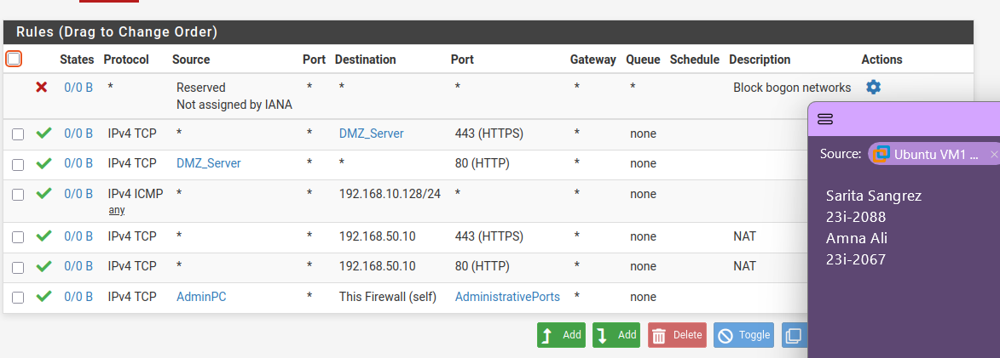 Rules (Drag to Change Order)
States Protocol Source Port Destination Port Gateway Queue Schedule Description Actions
0/0 B * Reserved Not assigned by IANA * * * * * Block bogon networks
0/0 B IPv4 TCP * * DMZ_Server 443 (HTTPS) * none
0/0 B IPv4 TCP DMZ_Server * * 80 (HTTP) * none
0/0 B IPv4 ICMP any * * 192.168.10.128/24 * * none
0/0 B IPv4 TCP * * 192.168.50.10 443 (HTTPS) * none NAT
0/0 B IPv4 TCP * * 192.168.50.10 80 (HTTP) * none NAT
0/0 B IPv4 TCP AdminPC * This Firewall (self) AdministrativePorts * none
Add Add Delete Toggle
Source: Ubuntu VM1 ...
Sarita Sangrez
23i-2088
Amna Ali
23i-2067